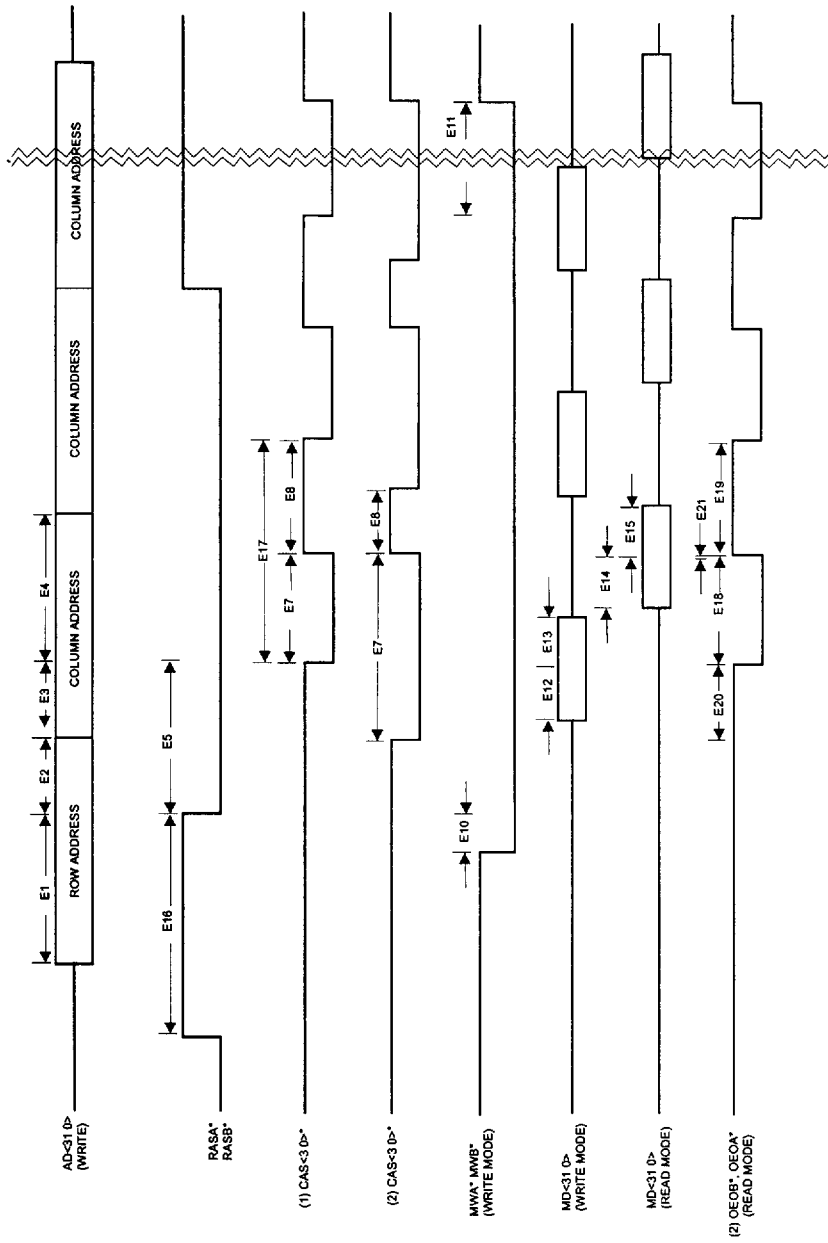 AD<31 0>
(WRITE)
E1
E2
E3
E4
ROW ADDRESS
COLUMN ADDRESS
COLUMN ADDRESS
COLUMN ADDRESS
RASA*
RASB*
E16
E5
(1) CAS<3 0>*
E17
E7
E8
(2) CAS<3 0>*
E7
E8
MWA* MWB*
(WRITE MODE)
E10
E11
MD<31 0>
(WRITE MODE)
E12
E13
MD<31 0>
(READ MODE)
E14
E15
(2) OEOB*, OEOA*
(READ MODE)
E20
E18
E21
E19